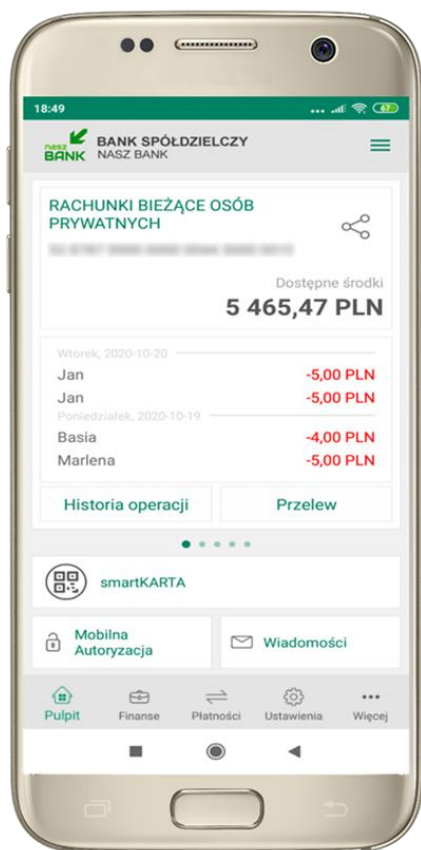 18:49
67
nasz BANK
BANK SPÓŁDZIELCZY
NASZ BANK
RACHUNKI BIEŻĄCE OSÓB
PRYWATNYCH
Dostępne środki
5 465,47 PLN
Wtorek, 2020-10-20
Jan -5,00 PLN
Jan -5,00 PLN
Poniedziałek, 2020-10-19
Basia -4,00 PLN
Marlena -5,00 PLN
Historia operacji Przelew
smartKARTA
Mobilna
Autoryzacja
Wiadomości
Pulpit Finanse Płatności Ustawienia Więcej